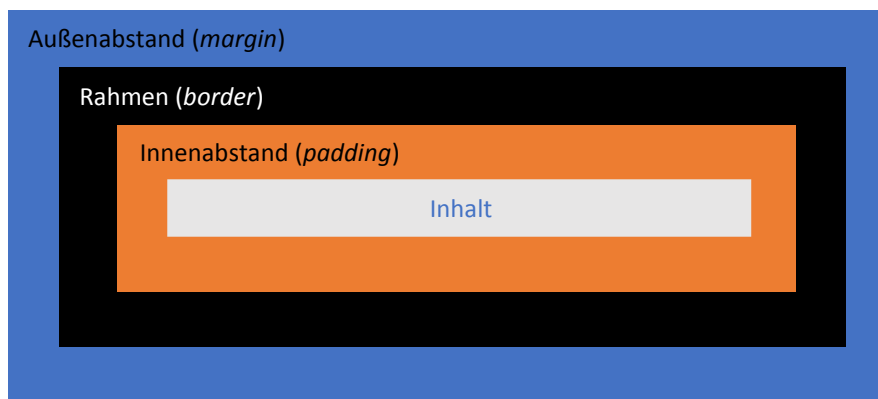 Außenabstand (margin)
Rahmen (border)
Innenabstand (padding)
Inhalt